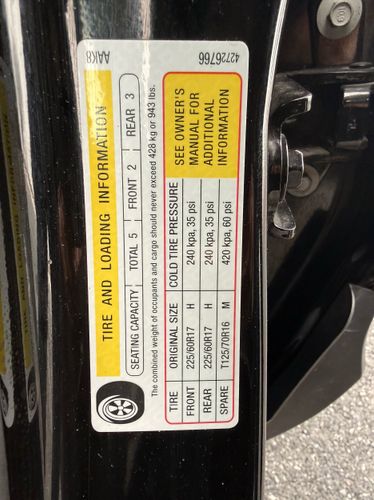 AAK8
42726766
TIRE AND LOADING INFORMATION
SEATING CAPACITY TOTAL 5 FRONT 2 REAR 3
The combined weight of occupants and cargo should never exceed 428 kg or 943 lbs.
TIRE ORIGINAL SIZE COLD TIRE PRESSURE
FRONT 225/60R17 H 240 kpa, 35 psi
REAR 225/60R17 H 240 kpa, 35 psi
SPARE T125/70R16 M 420 kpa, 60 psi
SEE OWNER'S
MANUAL FOR
ADDITIONAL
INFORMATION